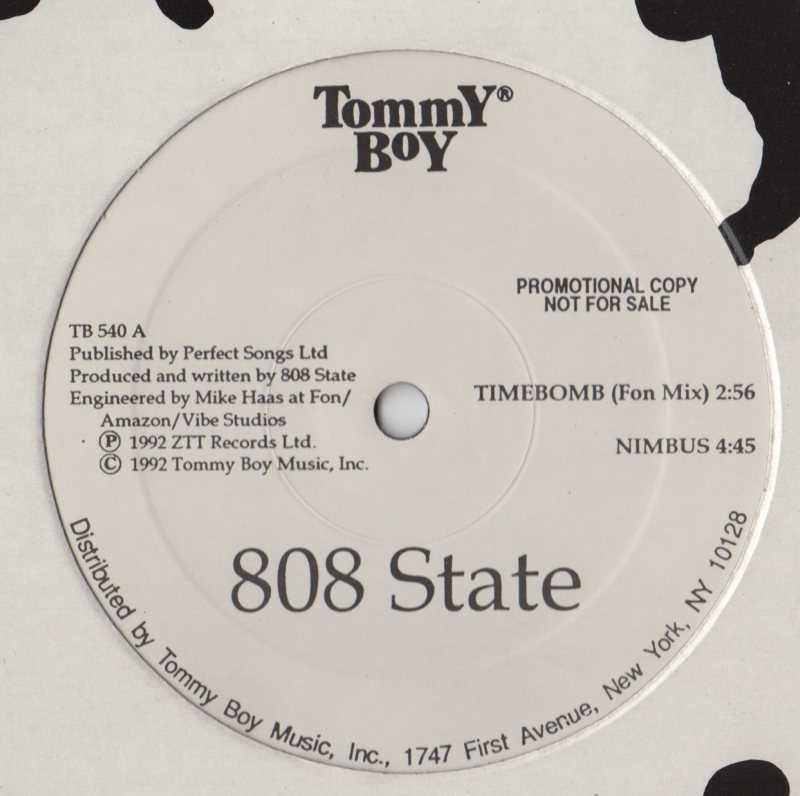 Tommy®
Boy
PROMOTIONAL COPY
NOT FOR SALE
TB 540 A
Published by Perfect Songs Ltd
Produced and written by 808 State
Engineered by Mike Haas at Fon/
Amazon/Vibe Studios
℗ 1992 ZTT Records Ltd.
© 1992 Tommy Boy Music, Inc.
TIMEBOMB (Fon Mix) 2:56
NIMBUS 4:45
808 State
Distributed by Tommy Boy Music, Inc., 1747 First Avenue, New York, NY 10128